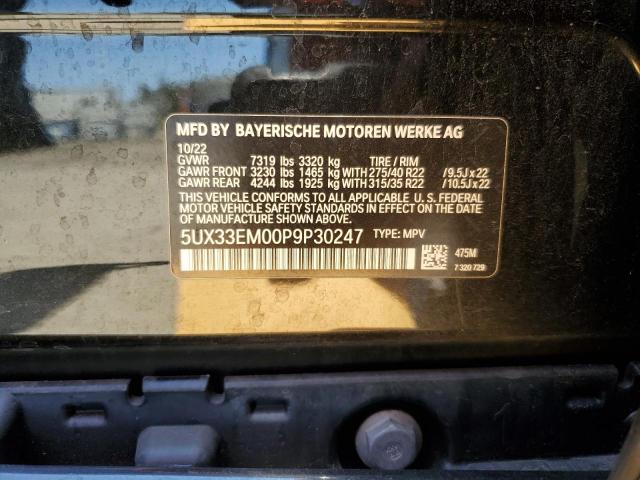 MFD BY BAYERISCHE MOTOREN WERKE AG
10/22
GVWR 7319 lbs 3320 kg TIRE / RIM
GAWR FRONT 3230 lbs 1465 kg WITH 275/40 R22 / 9.5J x 22
GAWR REAR 4244 lbs 1925 kg WITH 315/35 R22 / 10.5J x 22
THIS VEHICLE CONFORMS TO ALL APPLICABLE U. S. FEDERAL
MOTOR VEHICLE SAFETY STANDARDS IN EFFECT ON THE
DATE OF MANUFACTURE SHOWN ABOVE.
5UX33EM00P9P30247 TYPE: MPV
475M
7 320 729